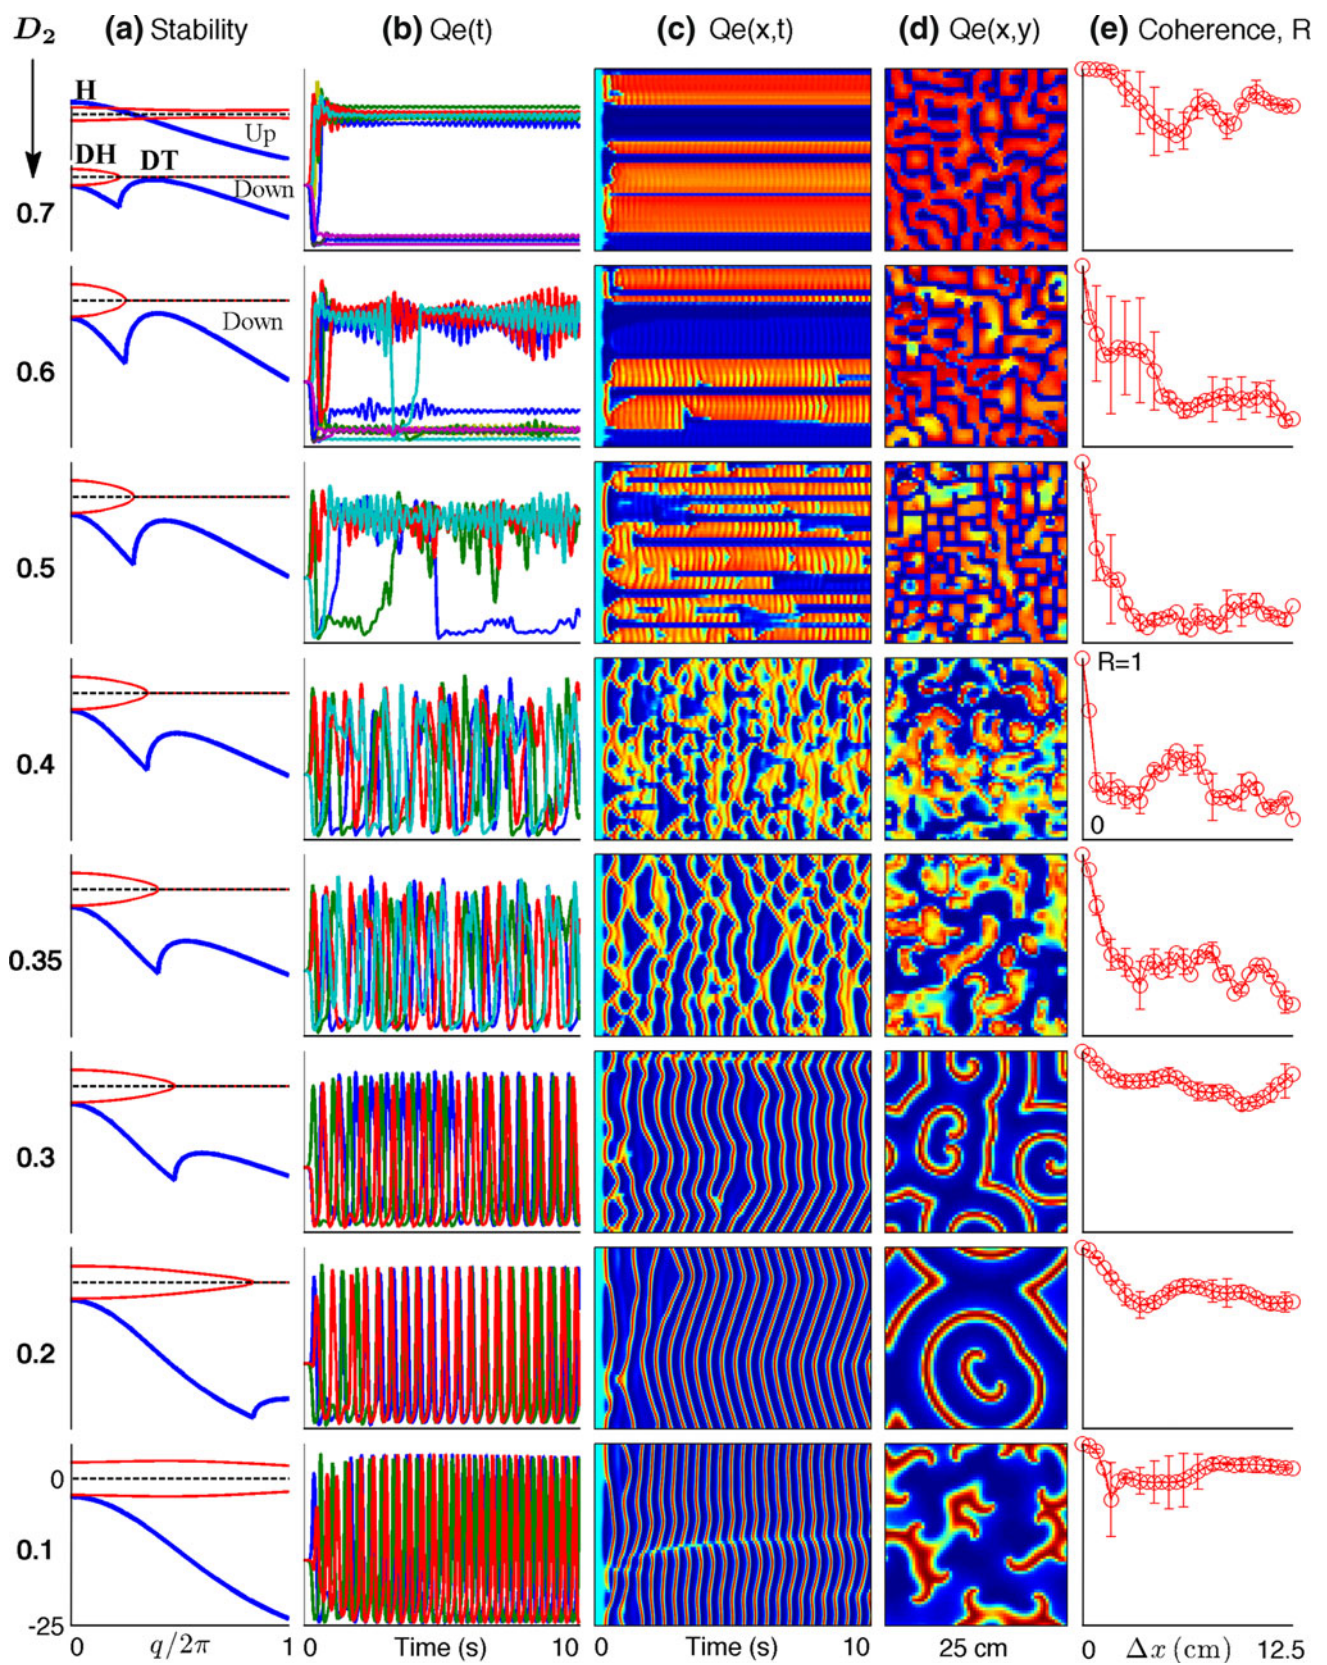 D₂ (a) Stability (b) Qe(t) (c) Qe(x,t) (d) Qe(x,y) (e) Coherence, R
H
Up
DH DT
Down
0.7
Down
0.6
0.5
R=1
0.4
0
0.35
0.3
0.2
0
0.1
-25
0 q/2π 1 0 Time (s) 10 0 Time (s) 10 25 cm 0 Δx (cm) 12.5